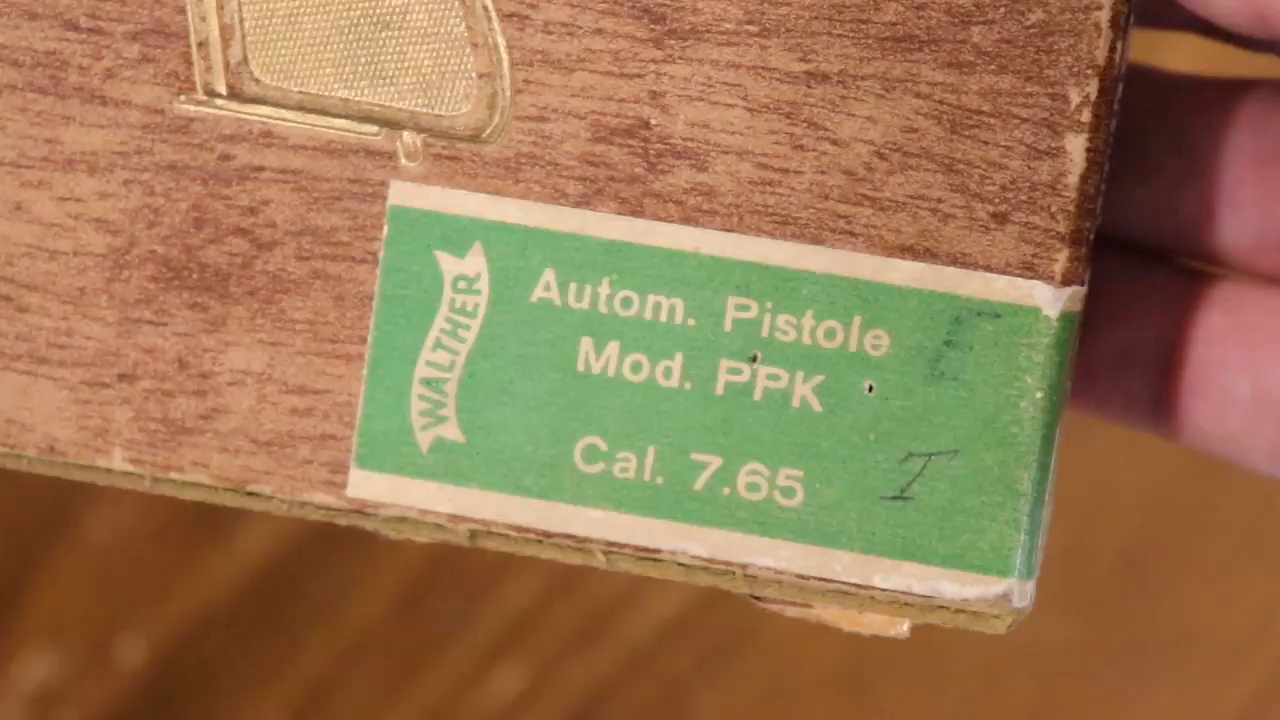 WALTHER
Autom. Pistole
Mod. PPK
Cal. 7.65
T